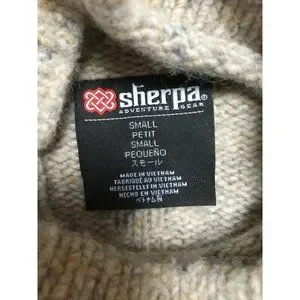 sherpa
ADVENTURE GEAR
SMALL
PETIT
SMALL
PEQUEÑO
スモール
MADE IN VIETNAM
FABRIQUÉ AU VIETNAM
HERGESTELLT IN VIETNAM
HECHO EN VIETNAM
ベトナム製